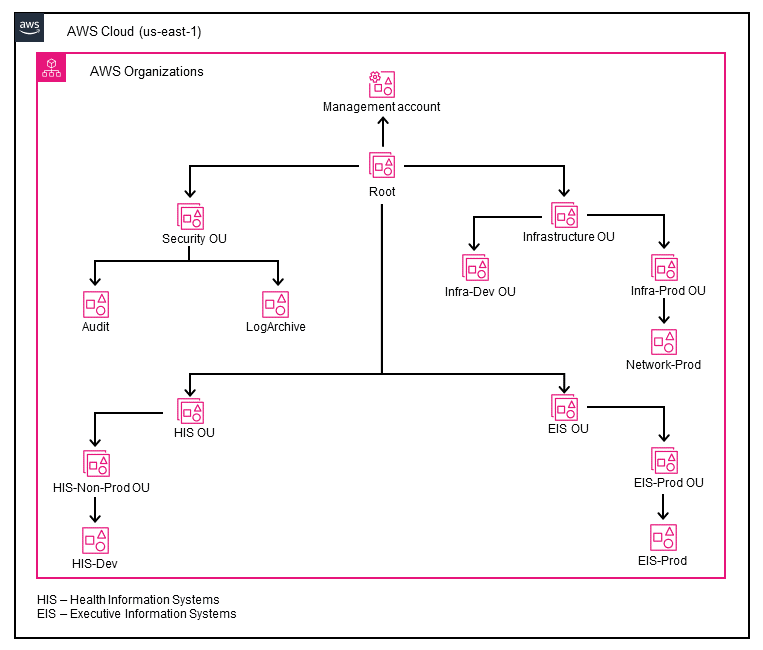 aws
AWS Cloud (us-east-1)
AWS Organizations
Management account
Root
Security OU
Infrastructure OU
Infra-Dev OU
Infra-Prod OU
Audit
LogArchive
Network-Prod
HIS OU
EIS OU
HIS-Non-Prod OU
EIS-Prod OU
HIS-Dev
EIS-Prod
HIS – Health Information Systems
EIS – Executive Information Systems